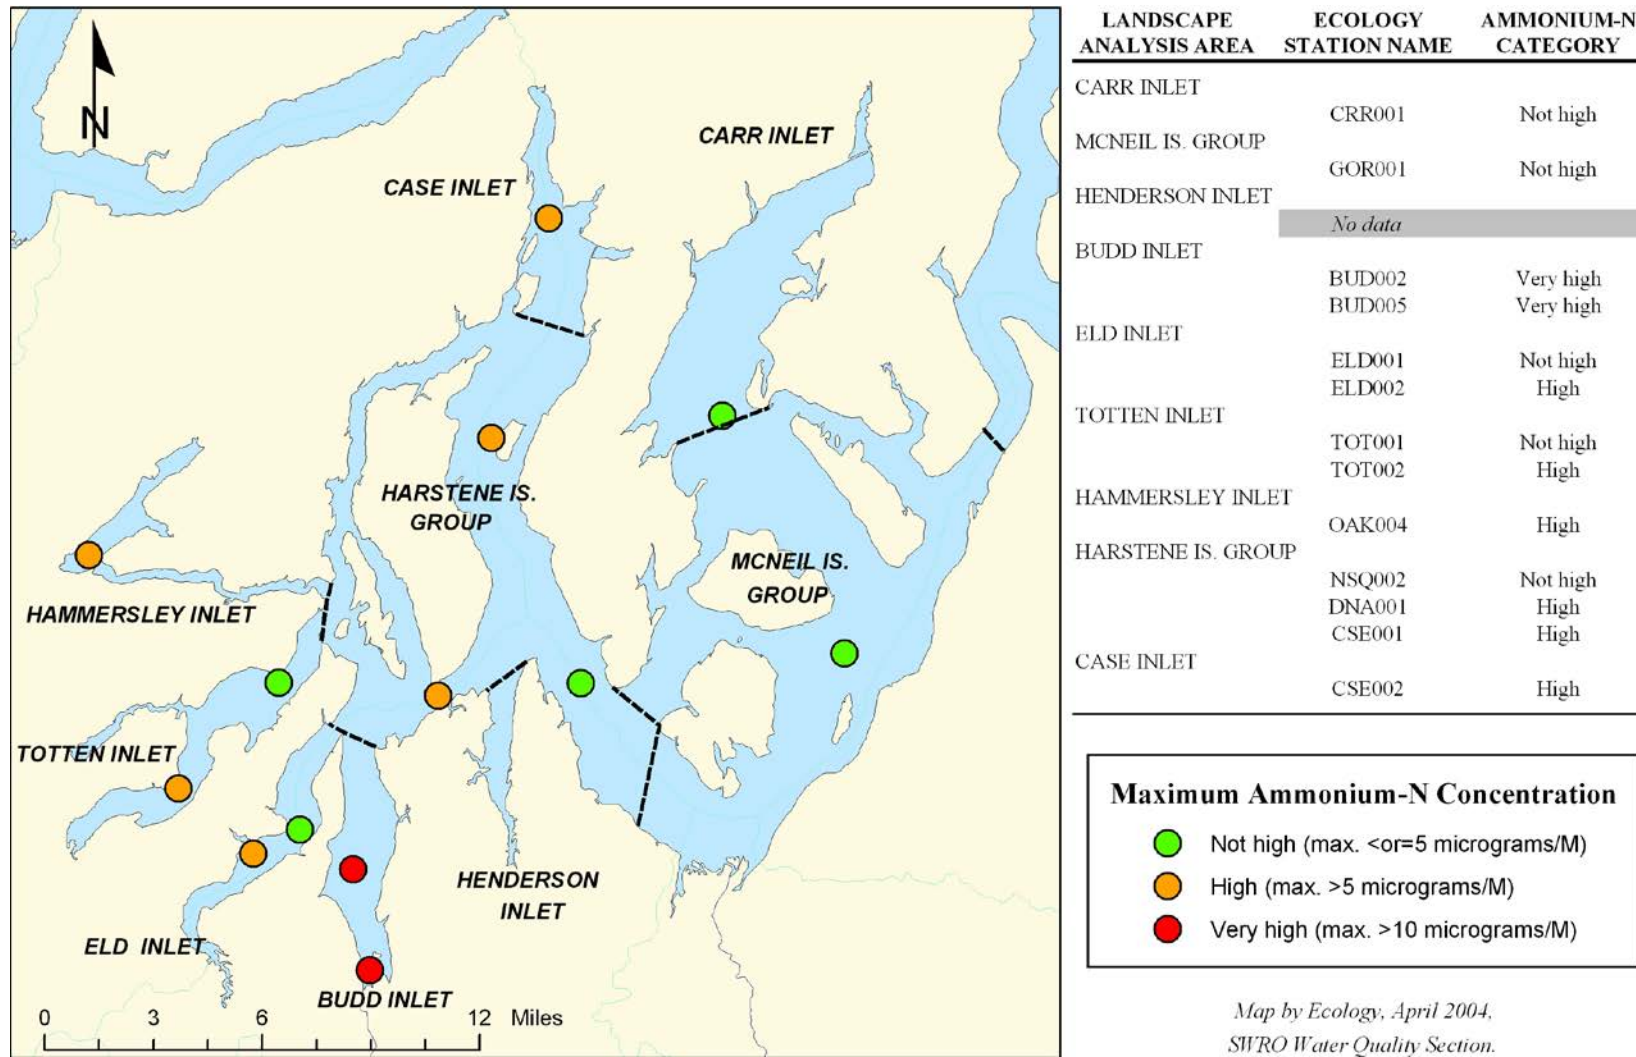 N
CARR INLET
CASE INLET
HARSTENE IS.
GROUP
MCNEIL IS.
GROUP
HAMMERSLEY INLET
TOTTEN INLET
HENDERSON
INLET
ELD INLET
BUDD INLET
0 3 6 12 Miles
LANDSCAPE ECOLOGY AMMONIUM-N
ANALYSIS AREA STATION NAME CATEGORY
CARR INLET
CRR001 Not high
MCNEIL IS. GROUP
GOR001 Not high
HENDERSON INLET
No data
BUDD INLET
BUD002 Very high
BUD005 Very high
ELD INLET
ELD001 Not high
ELD002 High
TOTTEN INLET
TOT001 Not high
TOT002 High
HAMMERSLEY INLET
OAK004 High
HARSTENE IS. GROUP
NSQ002 Not high
DNA001 High
CSE001 High
CASE INLET
CSE002 High
Maximum Ammonium-N Concentration
Not high (max. <or=5 micrograms/M)
High (max. >5 micrograms/M)
Very high (max. >10 micrograms/M)
Map by Ecology, April 2004,
SWRO Water Quality Section.